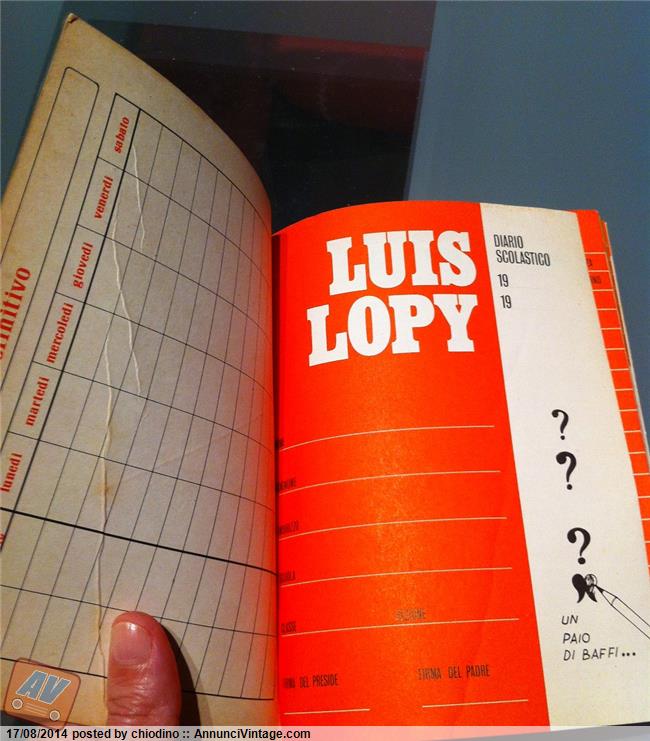 sabato
venerdì
giovedì
mercoledì
martedì
lunedì
LUIS
LOPY
DIARIO
SCOLASTICO
19
19
?
?
?
UN
PAIO
DI BAFFI...
CLASSE
FIRMA DEL PRESIDE
FIRMA DEL PADRE
AV
17/08/2014 posted by chiodino :: AnnunciVintage.com